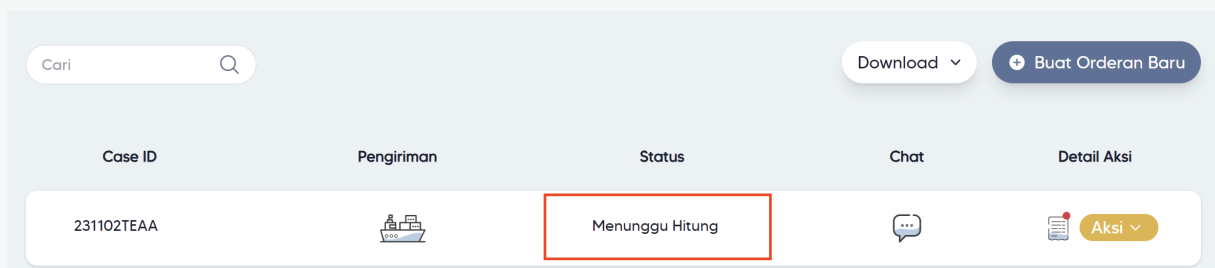 Cari
Download
Buat Orderan Baru
Case ID Pengiriman Status Chat Detail Aksi
231102TEAA Menunggu Hitung Aksi